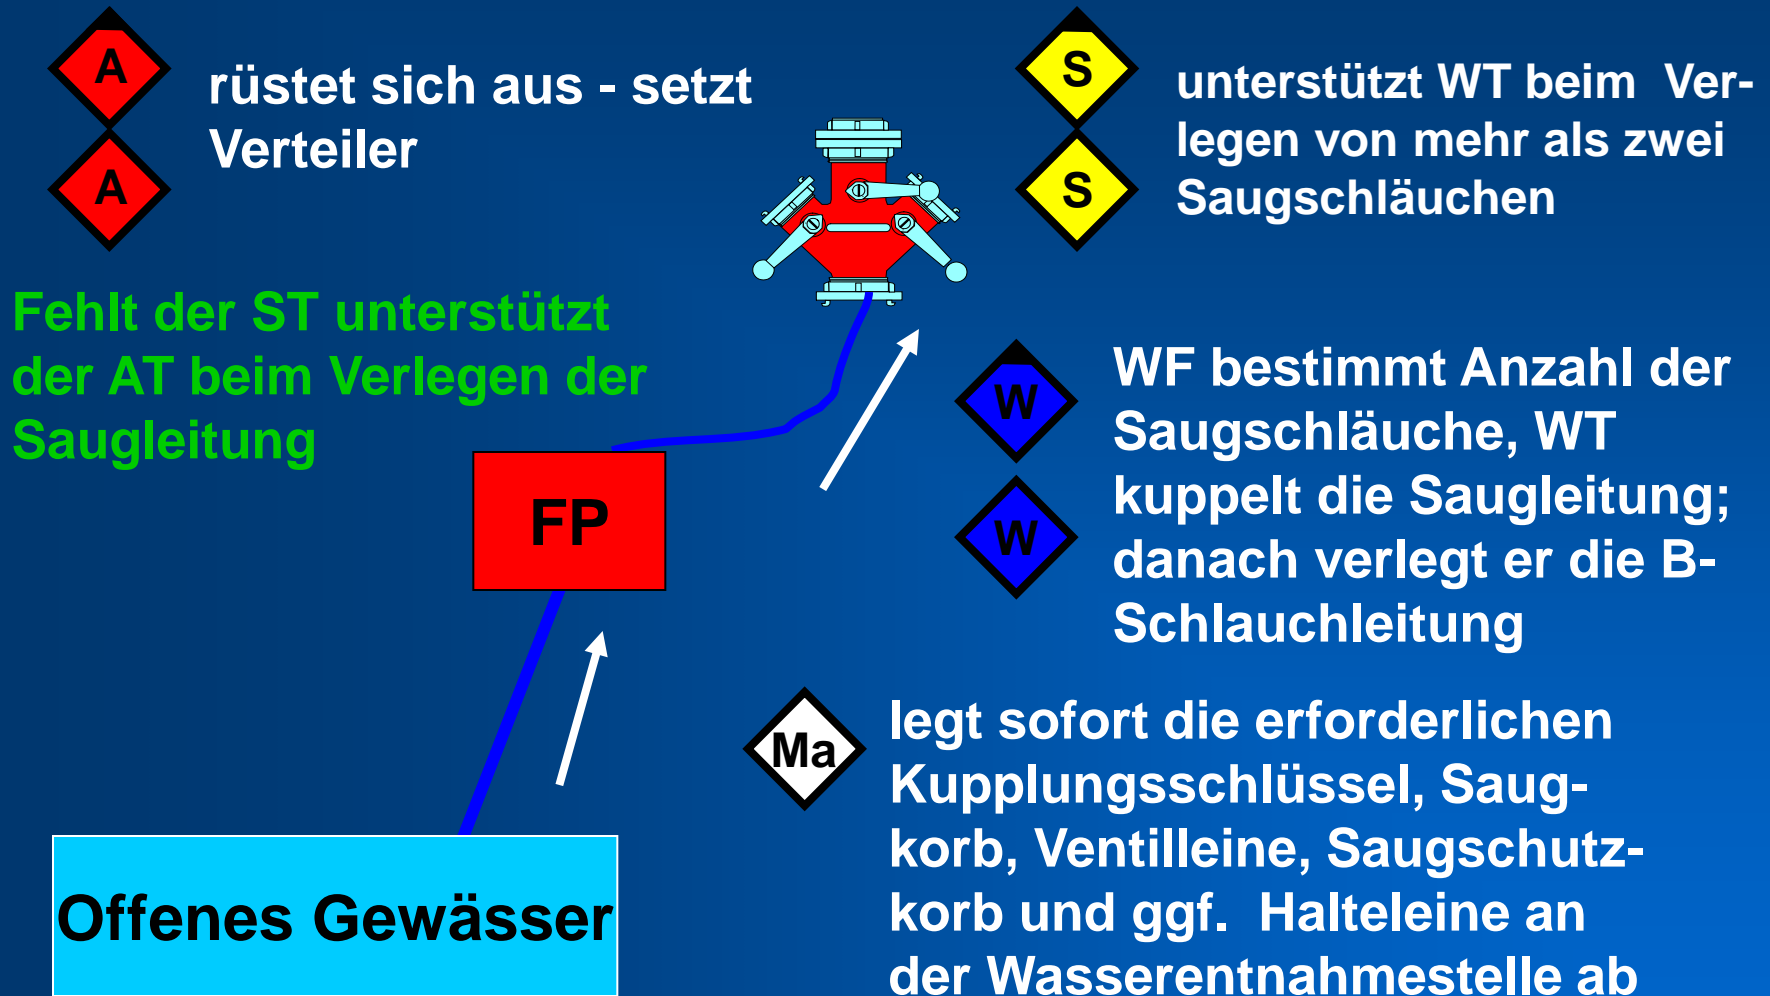 A
A
rüstet sich aus - setzt
Verteiler
S
S
unterstützt WT beim  Ver-
legen von mehr als zwei
Saugschläuchen
Fehlt der ST unterstützt
der AT beim Verlegen der
Saugleitung
W
W
WF bestimmt Anzahl der
Saugschläuche, WT
kuppelt die Saugleitung;
danach verlegt er die B-
Schlauchleitung
FP
Ma
legt sofort die erforderlichen
Kupplungsschlüssel, Saug-
korb, Ventilleine, Saugschutz-
korb und ggf.  Halteleine an
der Wasserentnahmestelle ab
Offenes Gewässer